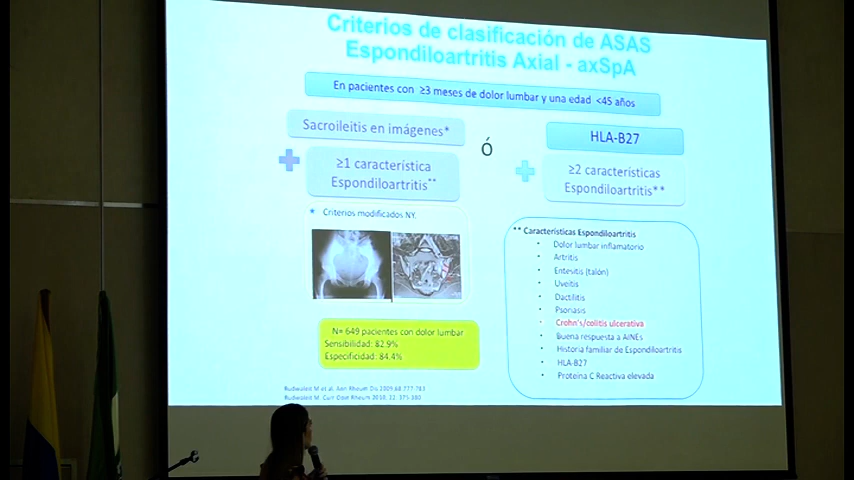 Criterios de clasificación de ASAS
Espondiloartritis Axial - axSpA
En pacientes con ≥3 meses de dolor lumbar y una edad <45 años
Sacroileitis en imágenes*
≥1 característica
Espondiloartritis**
Ó
HLA-B27
≥2 características
Espondiloartritis**
* Criterios modificados NY.
N= 649 pacientes con dolor lumbar
Sensibilidad: 82.9%
Especificidad: 84.4%
** Características Espondiloartritis
• Dolor lumbar inflamatorio
• Artritis
• Entesitis (talón)
• Uveitis
• Dactilitis
• Psoriasis
• Crohn's/colitis ulcerativa
• Buena respuesta a AINEs
• Historia familiar de Espondiloartritis
• HLA-B27
• Proteina C Reactiva elevada
Rudwaleit M et al. Ann Rheum Dis 2009;68:777-783
Rudwaleit M. Curr Opin Rheum 2010; 22: 375-380